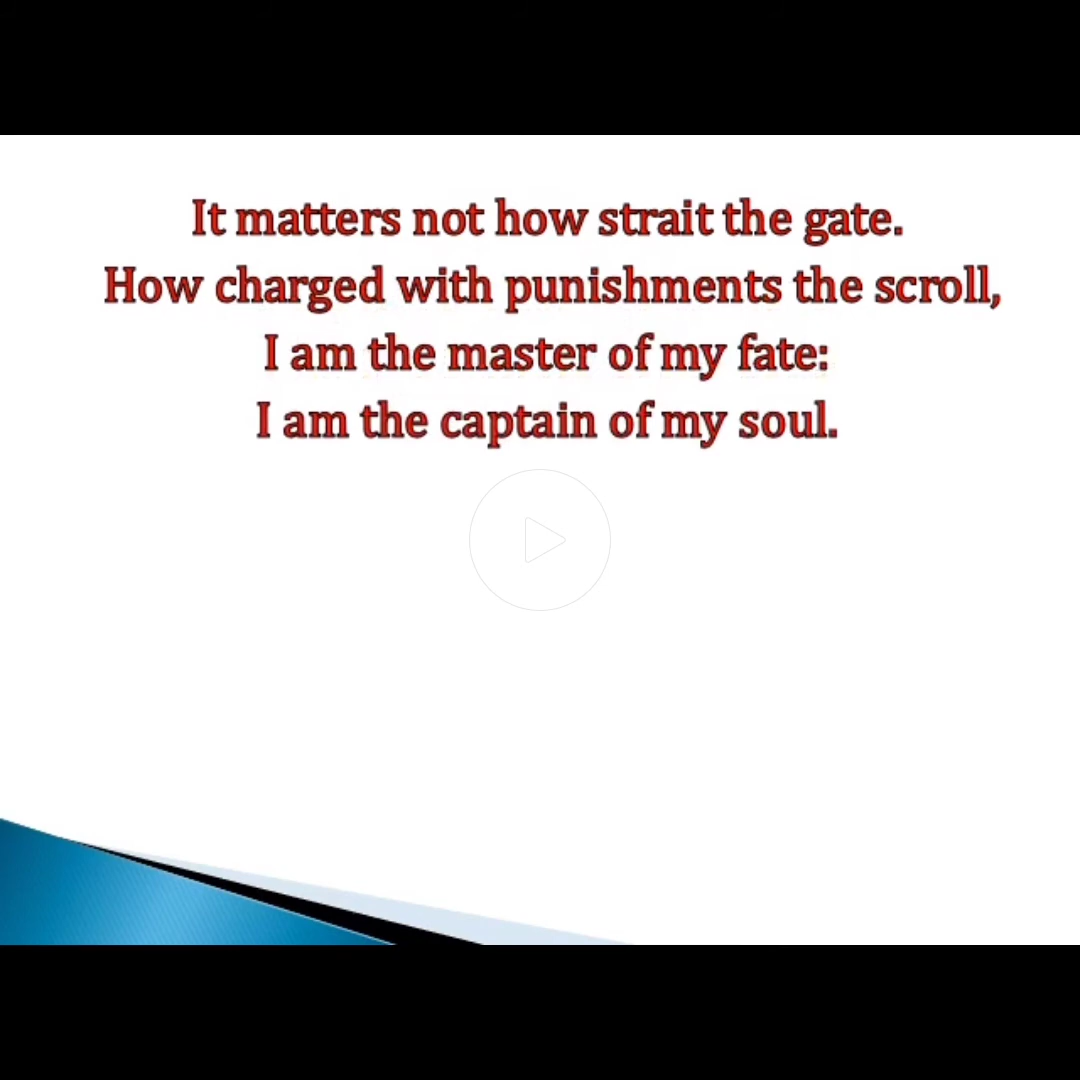 It matters not how strait the gate.
How charged with punishments the scroll,
I am the master of my fate:
I am the captain of my soul.